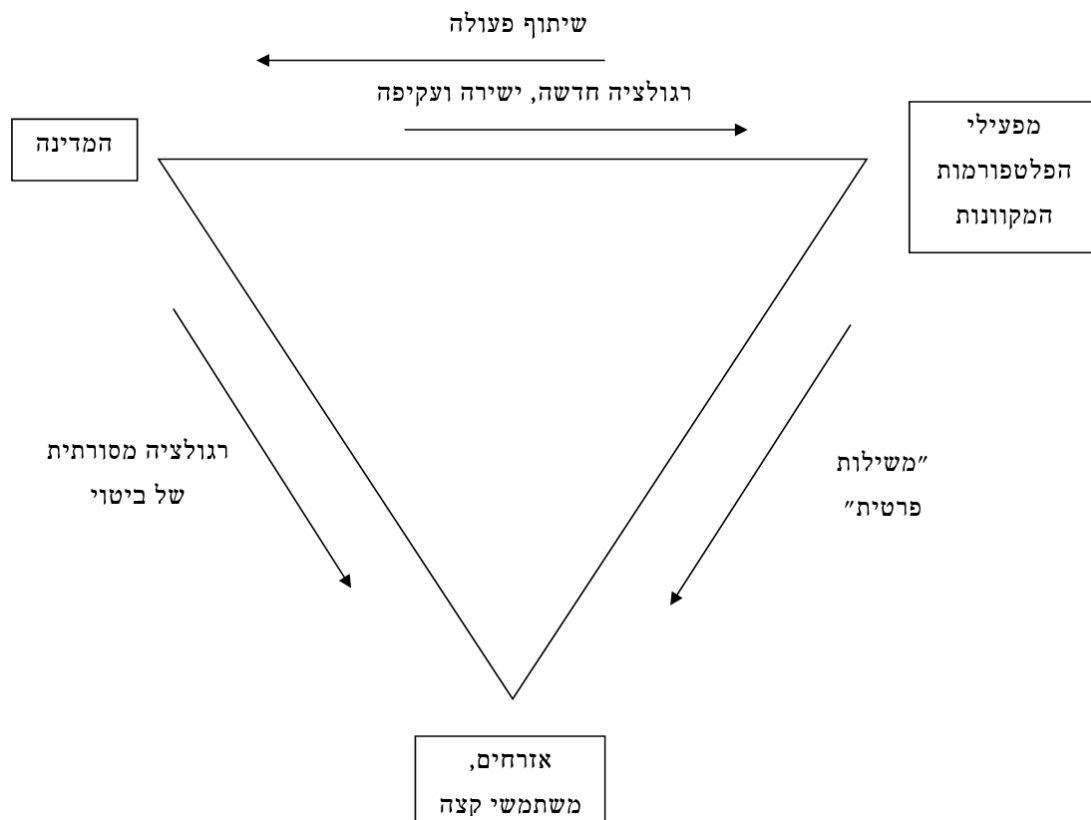 שיתוף פעולה
רגולציה חדשה, ישירה ועקיפה
מפעילי
הפלטפורמות
המקוונות
המדינה
רגולציה מסורתית
של ביטוי
"משילות
פרטית"
אזרחים,
משתמשי קצה